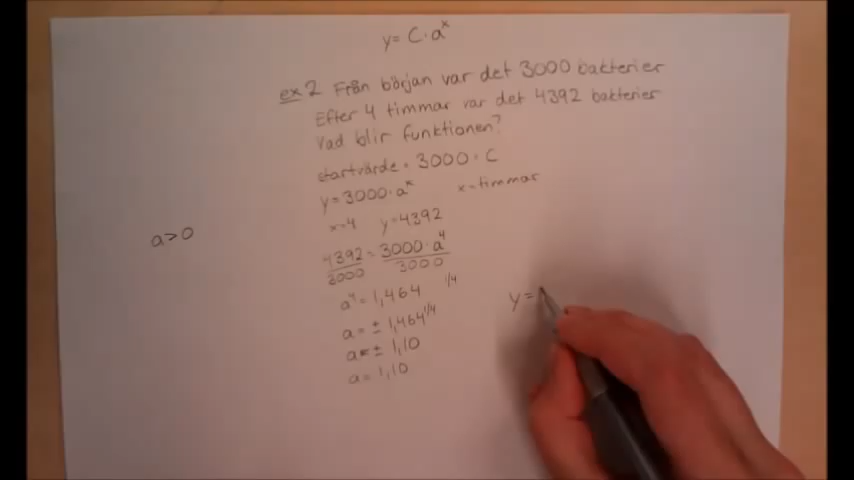 y = C · a^x
ex 2 Från början var det 3000 bakterier
Efter 4 timmar var det 4392 bakterier
Vad blir funktionen?
startvärde = 3000 = C
y = 3000 · a^x
x = timmar
x = 4 y = 4392
4392/3000 = 3000 · a^4/3000
a^4 = 1,464 1/4
a = ± 1,464^1/4
a = ± 1,10
a = 1,10
a > 0
y =